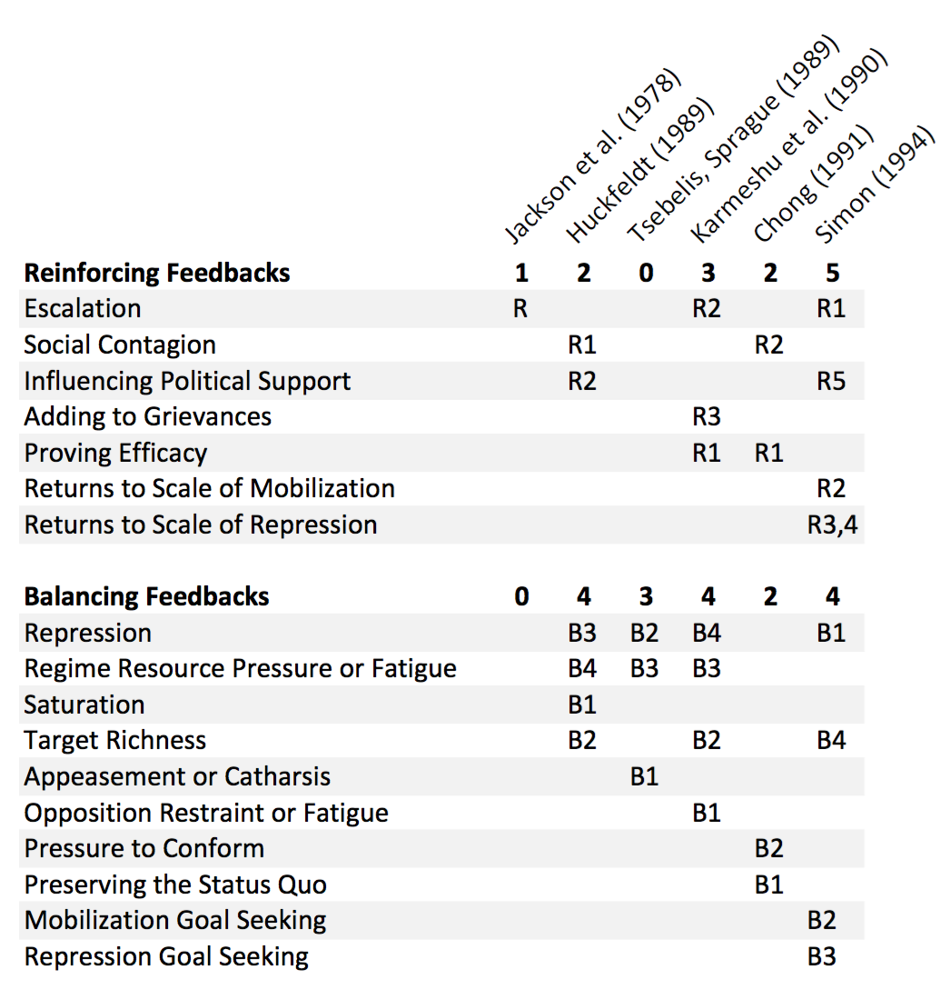 Jackson et al. (1978)
Huckfeldt (1989)
Tsebelis, Sprague (1989)
Karmeshu et al. (1990)
Chong (1991)
Simon (1994)
Reinforcing Feedbacks 1 2 0 3 2 5
Escalation R R2 R1
Social Contagion R1 R2
Influencing Political Support R2 R5
Adding to Grievances R3
Proving Efficacy R1 R1
Returns to Scale of Mobilization R2
Returns to Scale of Repression R3,4
Balancing Feedbacks 0 4 3 4 2 4
Repression B3 B2 B4 B1
Regime Resource Pressure or Fatigue B4 B3 B3
Saturation B1
Target Richness B2 B2 B4
Appeasement or Catharsis B1
Opposition Restraint or Fatigue B1
Pressure to Conform B2
Preserving the Status Quo B1
Mobilization Goal Seeking B2
Repression Goal Seeking B3